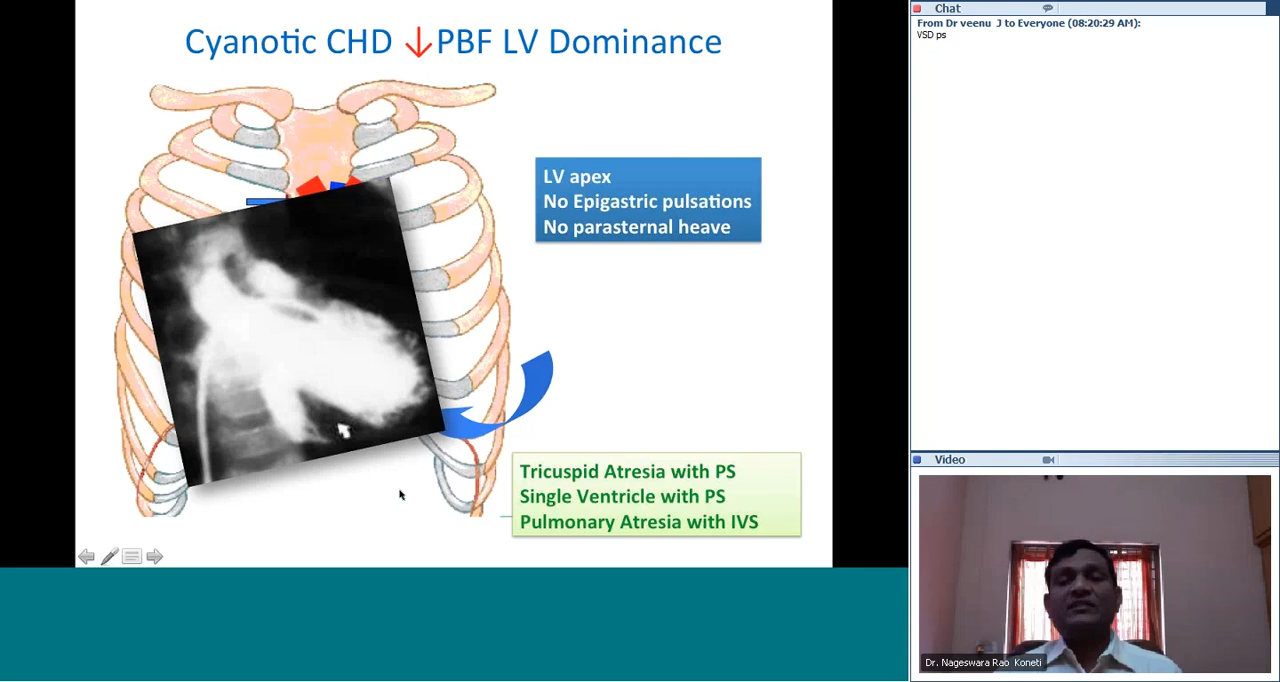 Cyanotic CHD ↓PBF LV Dominance
LV apex
No Epigastric pulsations
No parasternal heave
Tricuspid Atresia with PS
Single Ventricle with PS
Pulmonary Atresia with IVS
Chat
From Dr veenu J to Everyone (08:20:29 AM):
VSD ps
Video
Dr. Nageswara Rao Koneti